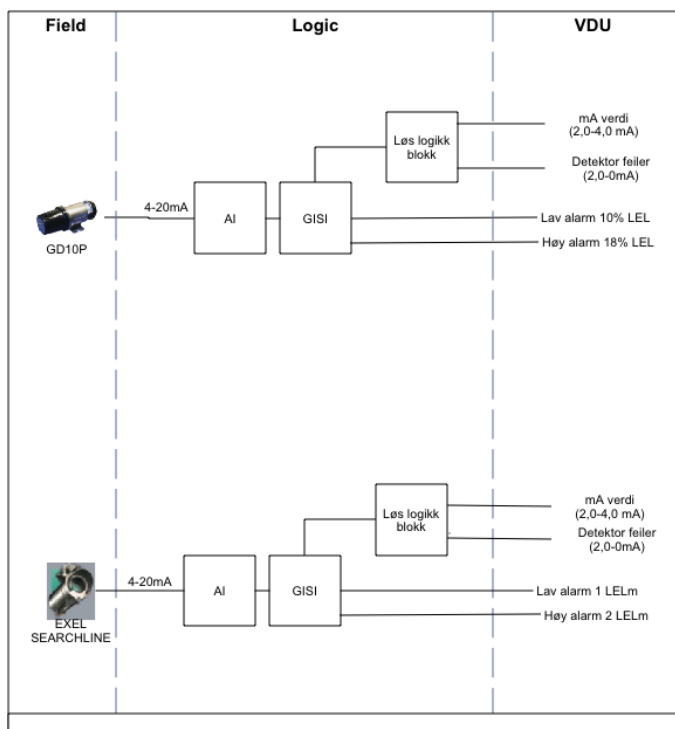 Field
Logic
VDU
Løs logikk
blokk
mA verdi
(2,0-4,0 mA)
Detektor feiler
(2,0-0mA)
4-20mA
AI
GISI
Lav alarm 10% LEL
Høy alarm 18% LEL
GD10P
Løs logikk
blokk
mA verdi
(2,0-4,0 mA)
Detektor feiler
(2,0-0mA)
4-20mA
AI
GISI
Lav alarm 1 LELm
Høy alarm 2 LELm
EXEL
SEARCHLINE